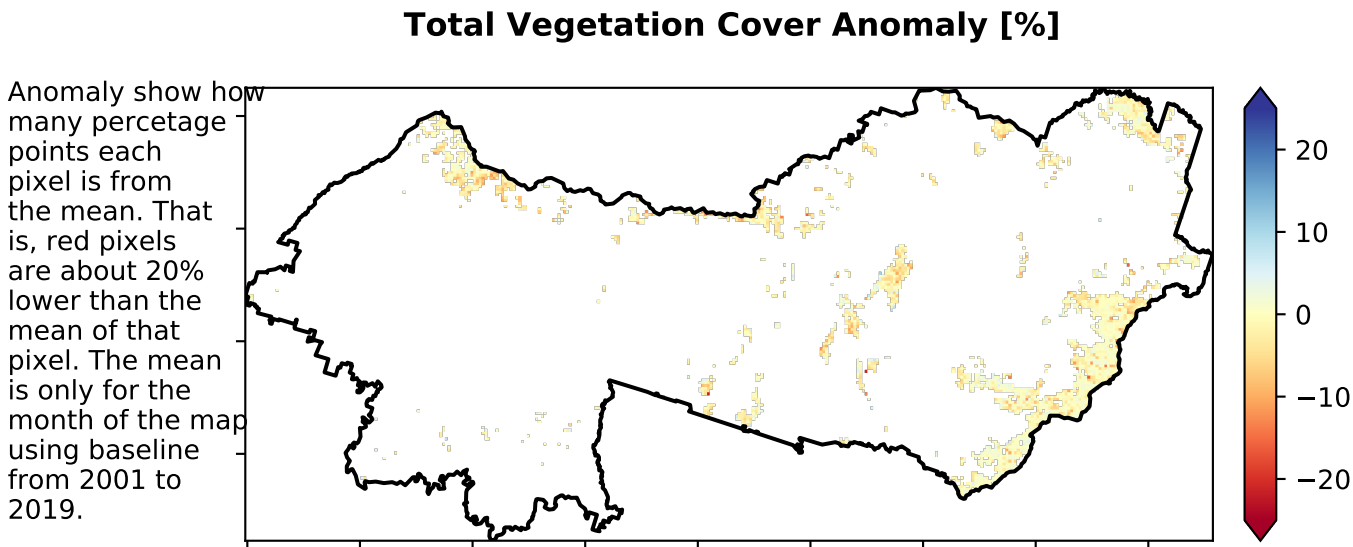 Total Vegetation Cover Anomaly [%]
Anomaly show how
many percetage
points each
pixel is from
the mean. That
is, red pixels
are about 20%
lower than the
mean of that
pixel. The mean
is only for the
month of the map
using baseline
from 2001 to
2019.
20
10
0
−10
−20